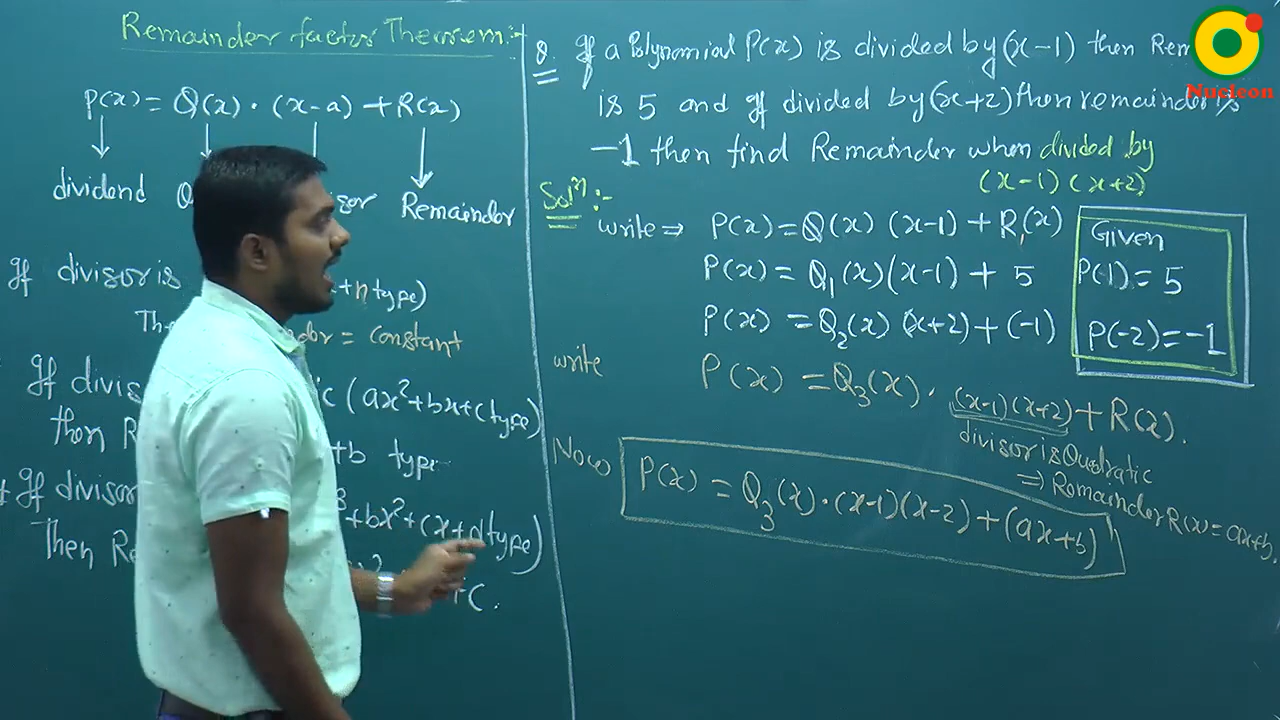 Remainder factor Theorem:-
P(x) = Q(x) · (x-a) + R(x)
dividend
Remainder
If divisor is
+n type)
= constant
If divis
(ax²+bx+c type)
then R
+b type
If divisor
+bx²+cx+d type)
Then Re
+c.
Q. If a Polynomial P(x) is divided by (x-1) then Rem
is 5 and If divided by (x+2) then remainder is
-1 then find Remainder when divided by
(x-1) (x+2)
Solⁿ:-
write ⇒ P(x) = Q(x) (x-1) + R₁(x)
P(x) = Q₁(x)(x-1) + 5
P(x) = Q₂(x) (x+2) + (-1)
Given
P(1) = 5
P(-2) = -1
write P(x) = Q₃(x) · (x-1)(x+2) + R(x).
divisor is Quadratic
⇒ Remainder R(x) = ax+b.
Now P(x) = Q₃(x)·(x-1)(x-2) + (ax+b)
Nucleon